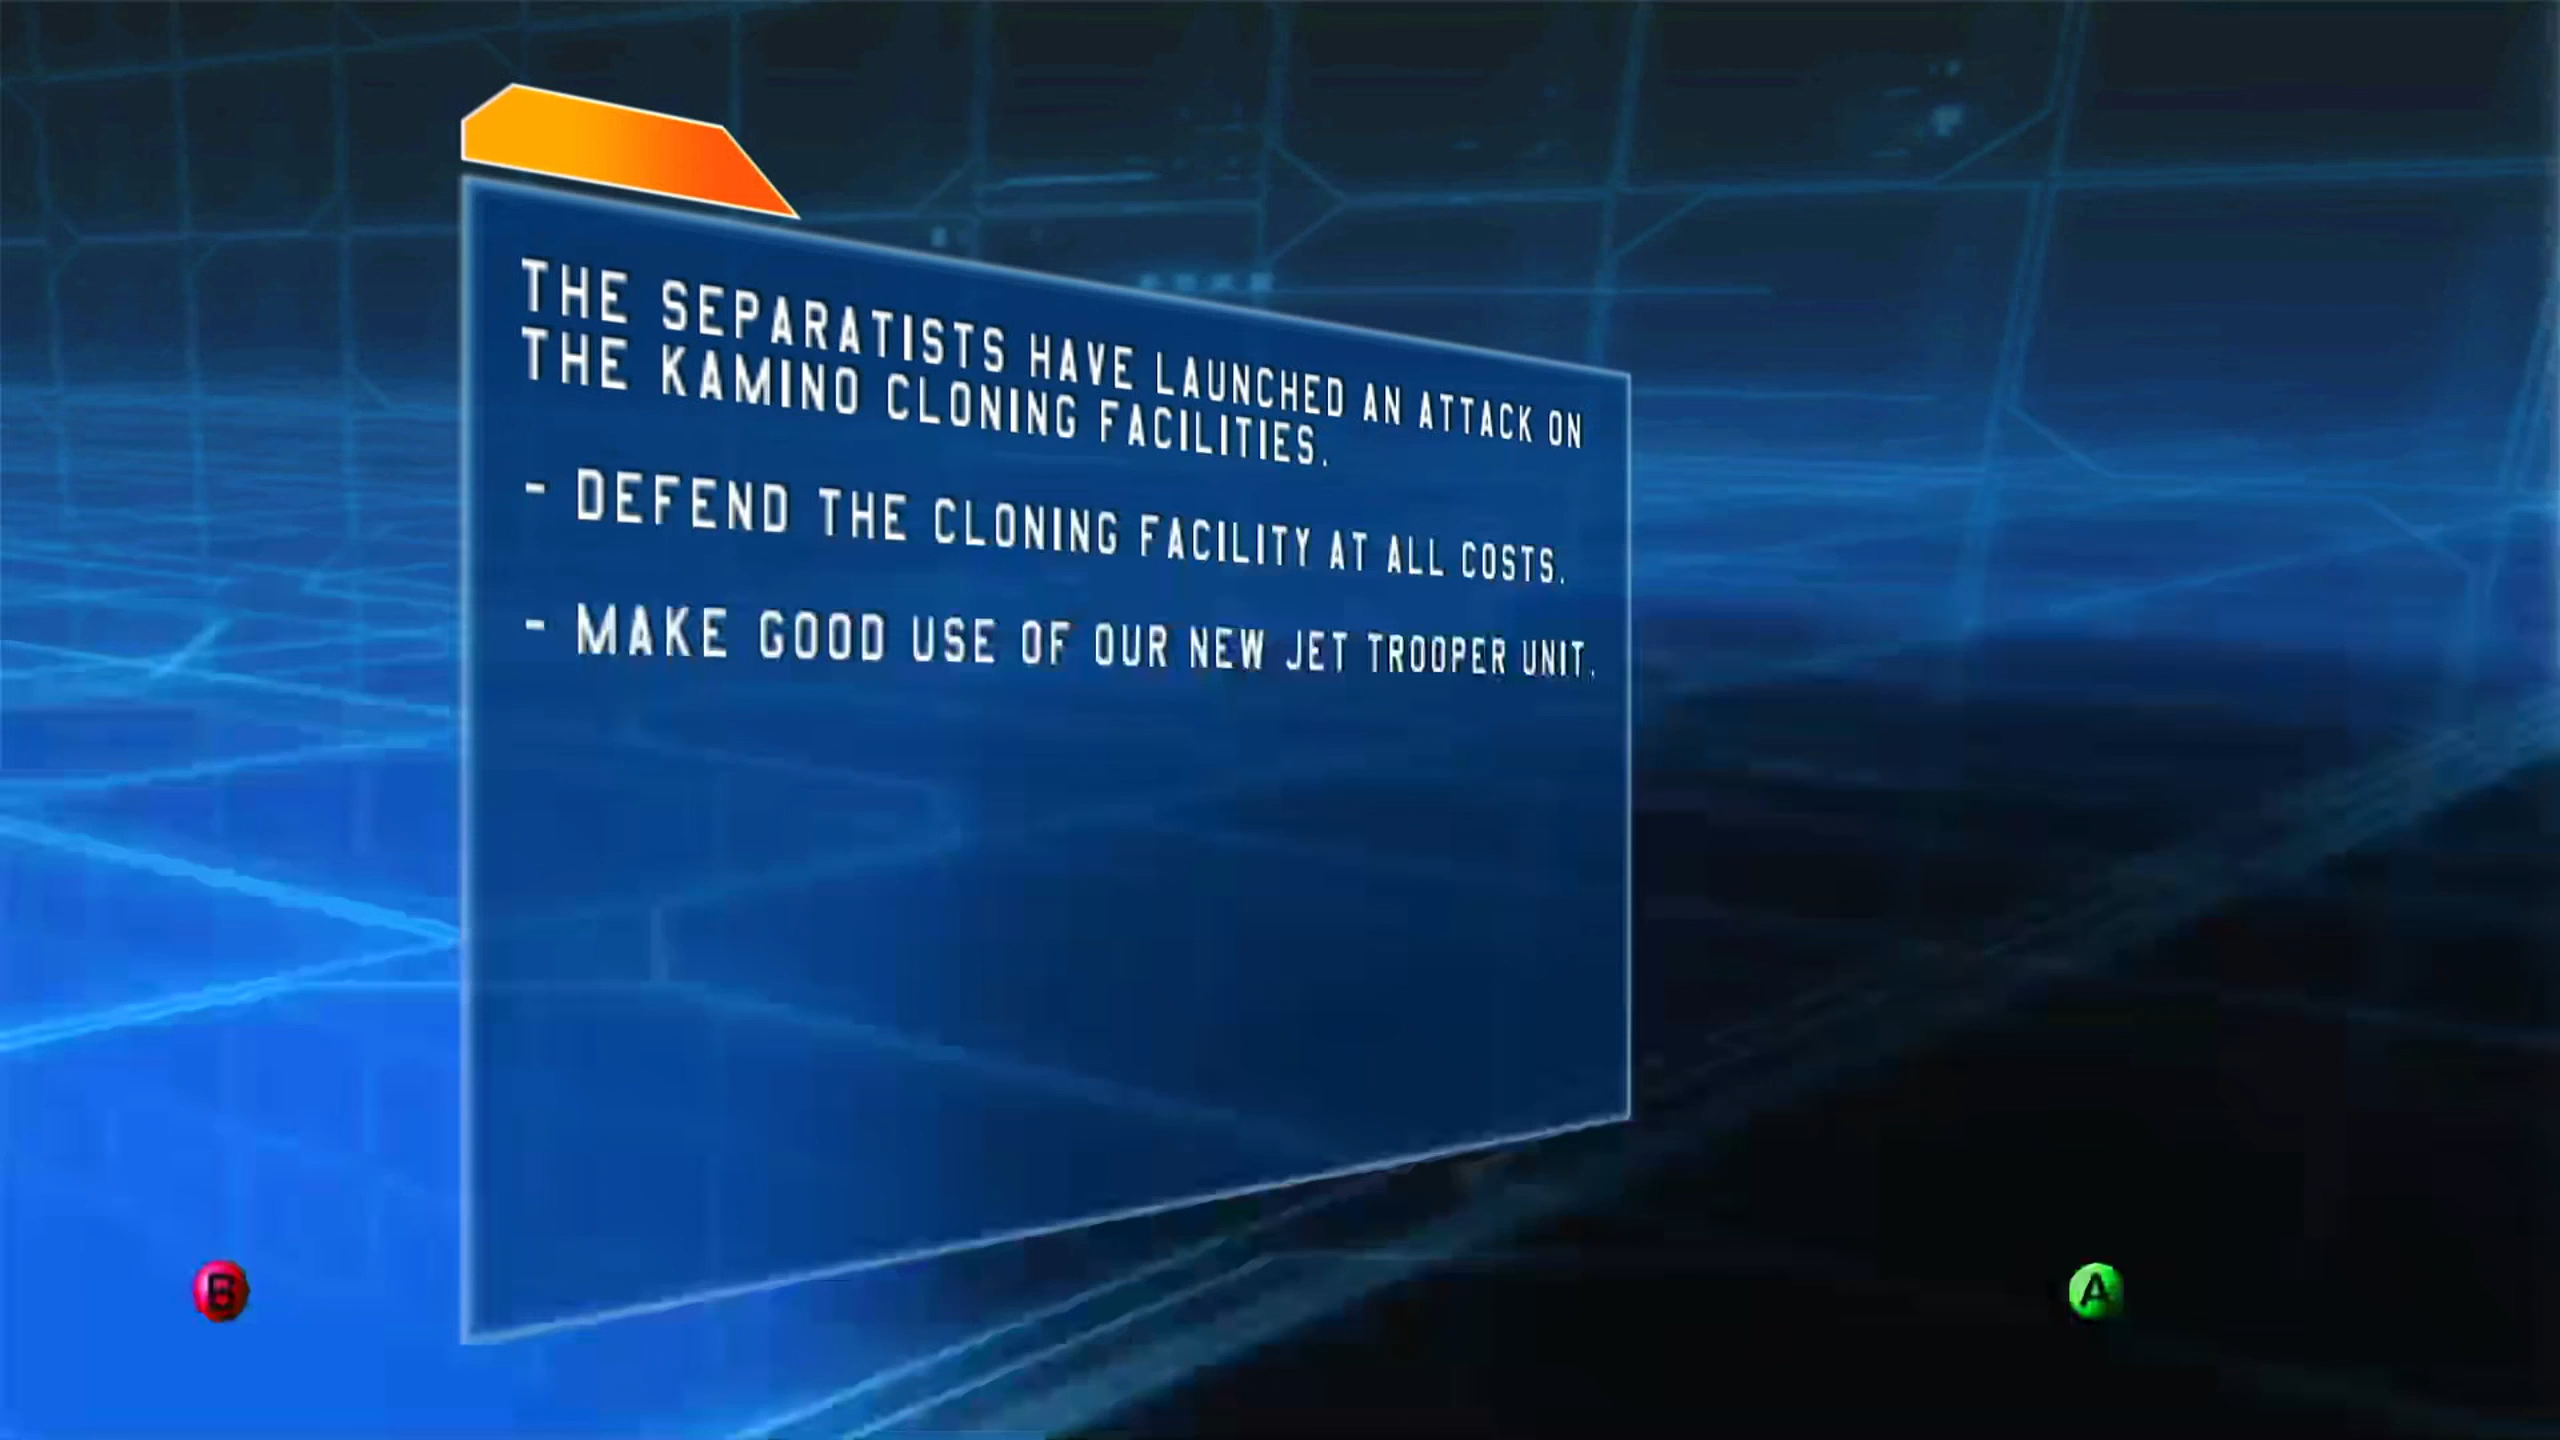 THE SEPARATISTS HAVE LAUNCHED AN ATTACK ON
THE KAMINO CLONING FACILITIES.
- DEFEND THE CLONING FACILITY AT ALL COSTS.
- MAKE GOOD USE OF OUR NEW JET TROOPER UNIT.
B
A